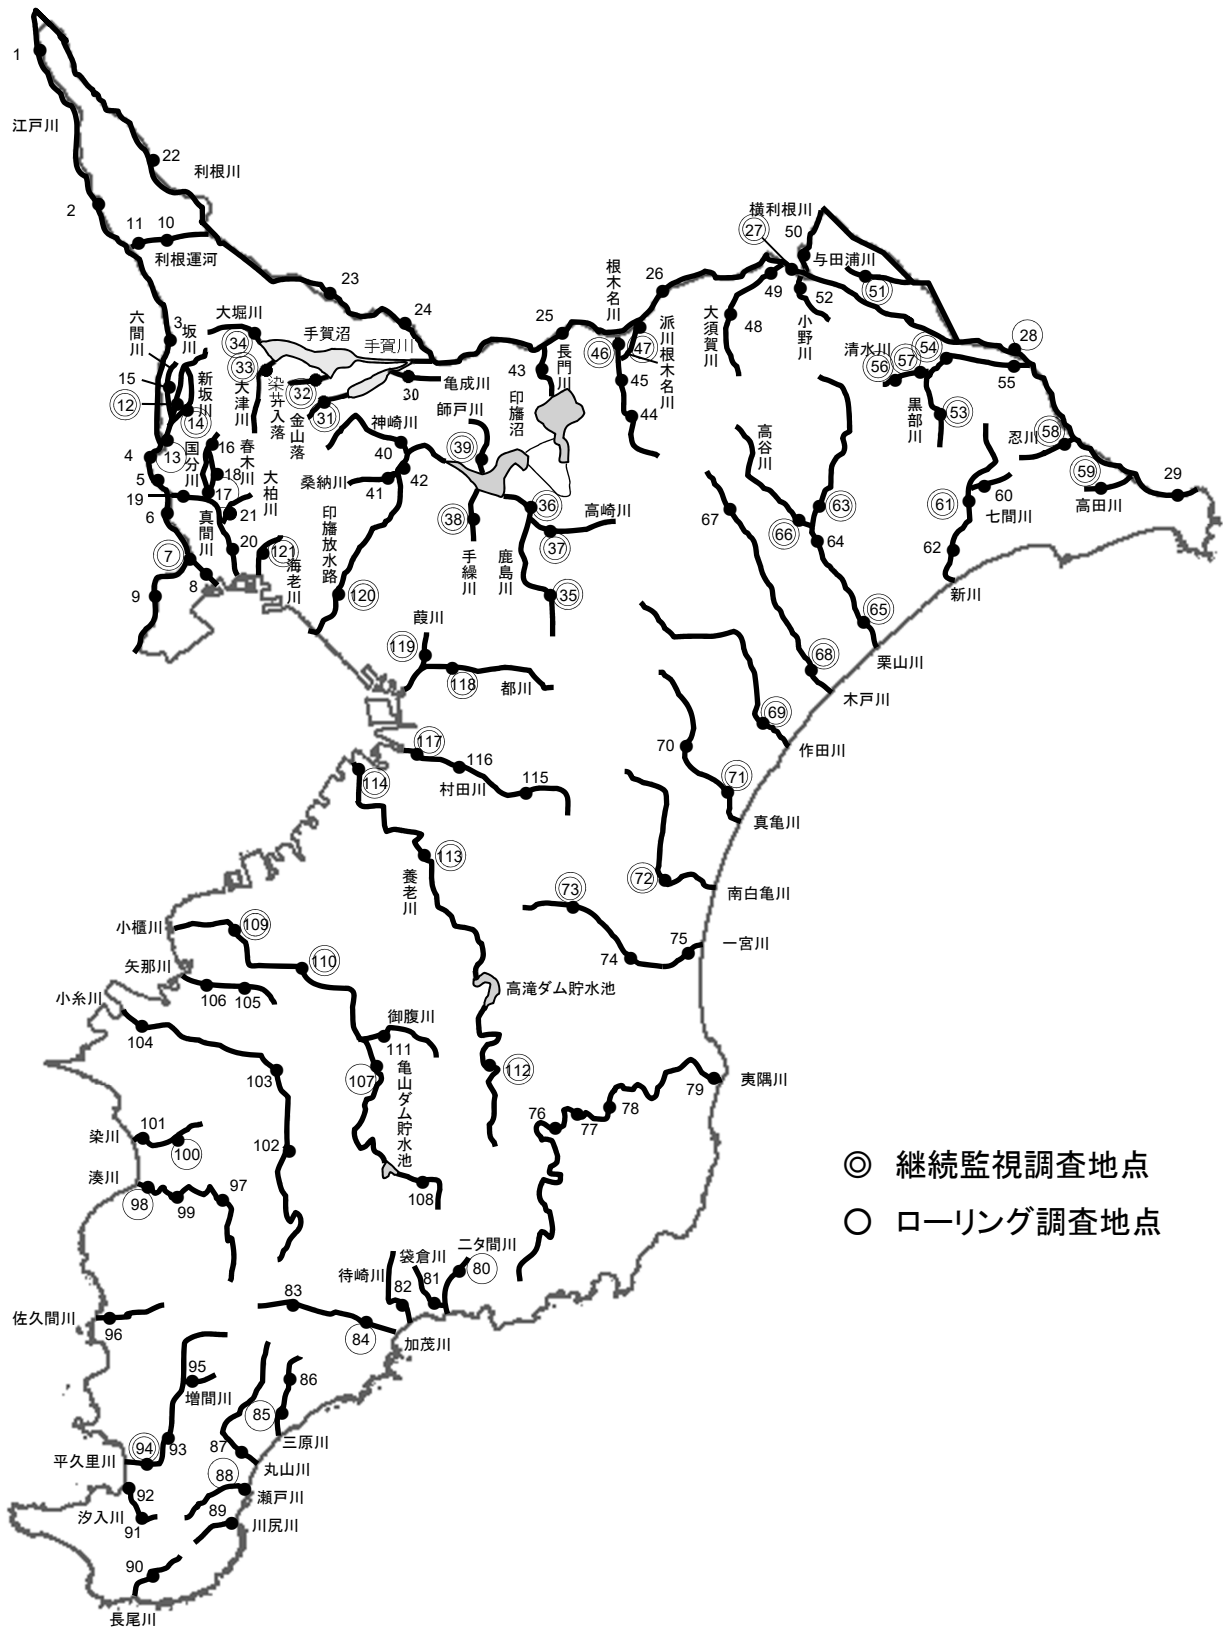 1
江戸川
22
利根川
2
11
10
利根運河
横利根川
27
50
与田浦川
51
23
24
25
26
根木名川
派川根木名川
49
52
48
大須賀川
小野川
28
六間川
3
坂川
大堀川
手賀沼
手賀川
34
33
15
新坂川
12
14
大津川
染井入落
32
金山落
31
30
亀成川
43
長門川
印旛沼
46
47
45
44
清水川
54
57
56
55
黒部川
53
忍川
58
59
29
高田川
4
13
国分川
16
春木川
18
17
大柏川
5
19
21
6
真間川
20
7
8
9
121
海老川
神崎川
40
師戸川
39
桑納川
41
42
印旛放水路
38
手繰川
36
高崎川
37
鹿島川
35
120
高谷川
67
63
66
64
61
60
七間川
62
新川
65
栗山川
68
木戸川
葭川
119
118
都川
69
作田川
70
71
真亀川
117
116
村田川
115
114
113
養老川
72
南白亀川
73
74
75
一宮川
小櫃川
109
矢那川
110
106
105
高滝ダム貯水池
小糸川
104
御腹川
111
107
亀山ダム貯水池
112
103
79
夷隅川
76
77
78
染川
101
100
102
湊川
98
99
97
108
◎ 継続監視調査地点
○ ローリング調査地点
二タ間川
80
袋倉川
81
待崎川
82
83
84
加茂川
佐久間川
96
95
増間川
86
85
三原川
平久里川
94
93
87
丸山川
88
瀬戸川
92
汐入川
91
89
川尻川
90
長尾川